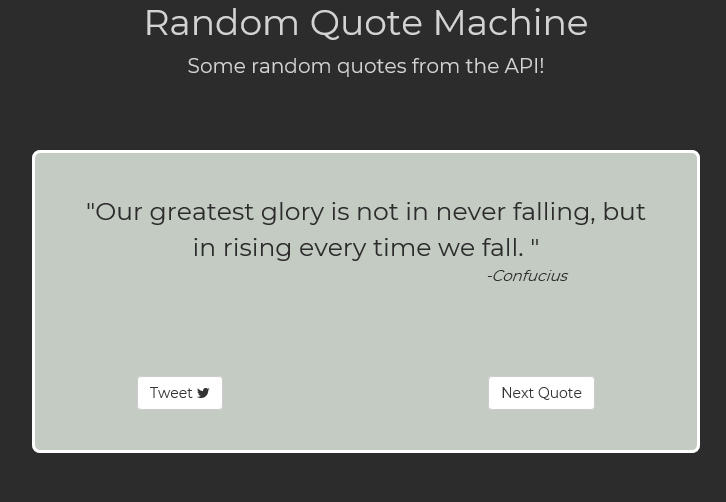 Random Quote Machine
Some random quotes from the API!
"Our greatest glory is not in never falling, but
in rising every time we fall. "
-Confucius
Tweet
Next Quote